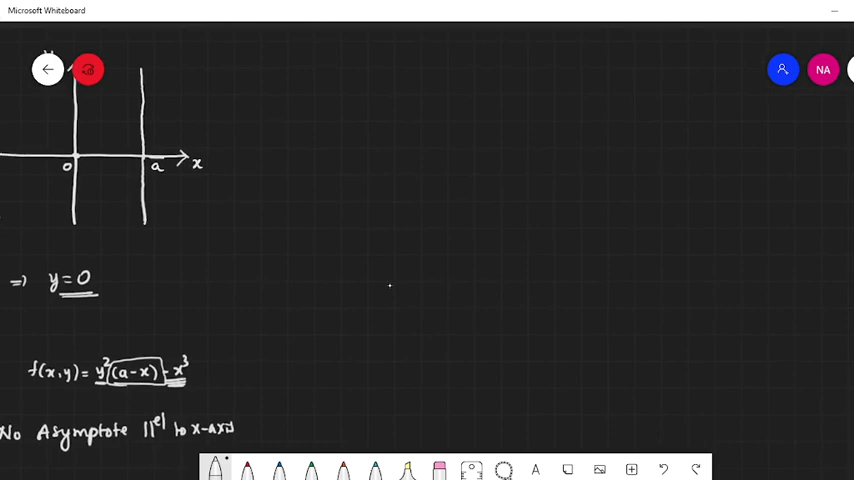 Microsoft Whiteboard
NA
o a x
=) y = 0
f(x,y) = y²(a-x) - x³
No Asymptote ||el to x-axis
A